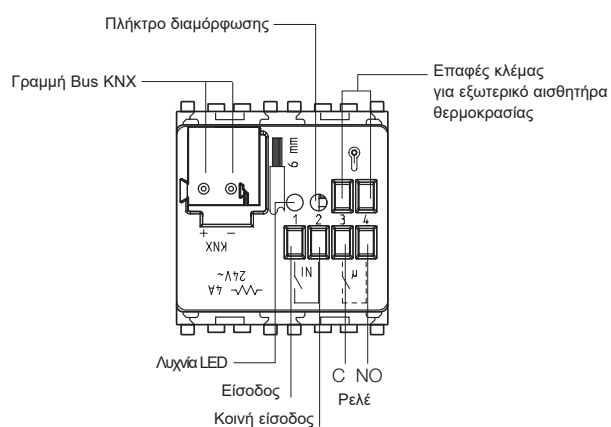 Πλήκτρο διαμόρφωσης
Γραμμή Bus KNX
Επαφές κλέμας
για εξωτερικό αισθητήρα
θερμοκρασίας
6 mm
1 2 3 4
+ −
KNX
24V~
4A
IN
μ
Λυχνία LED
C NO
Είσοδος
Ρελέ
Κοινή είσοδος